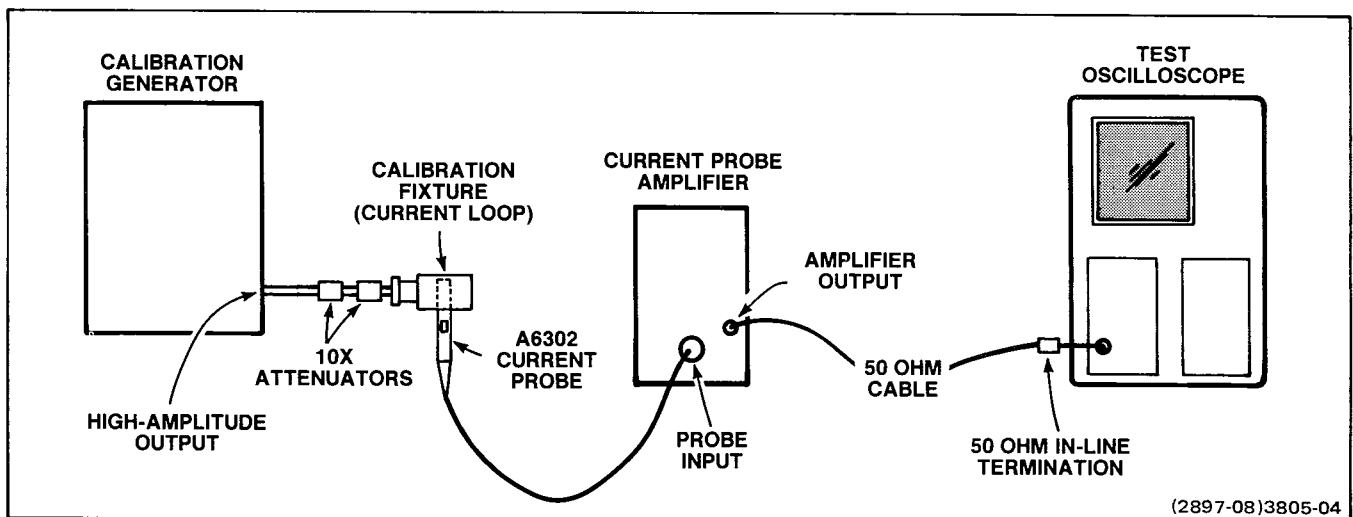 CALIBRATION
GENERATOR
TEST
OSCILLOSCOPE
CALIBRATION
FIXTURE
(CURRENT LOOP)
CURRENT PROBE
AMPLIFIER
AMPLIFIER
OUTPUT
10X
ATTENUATORS
A6302
CURRENT
PROBE
HIGH-AMPLITUDE
OUTPUT
PROBE
INPUT
50 OHM
CABLE
50 OHM IN-LINE
TERMINATION
(2897-08)3805-04